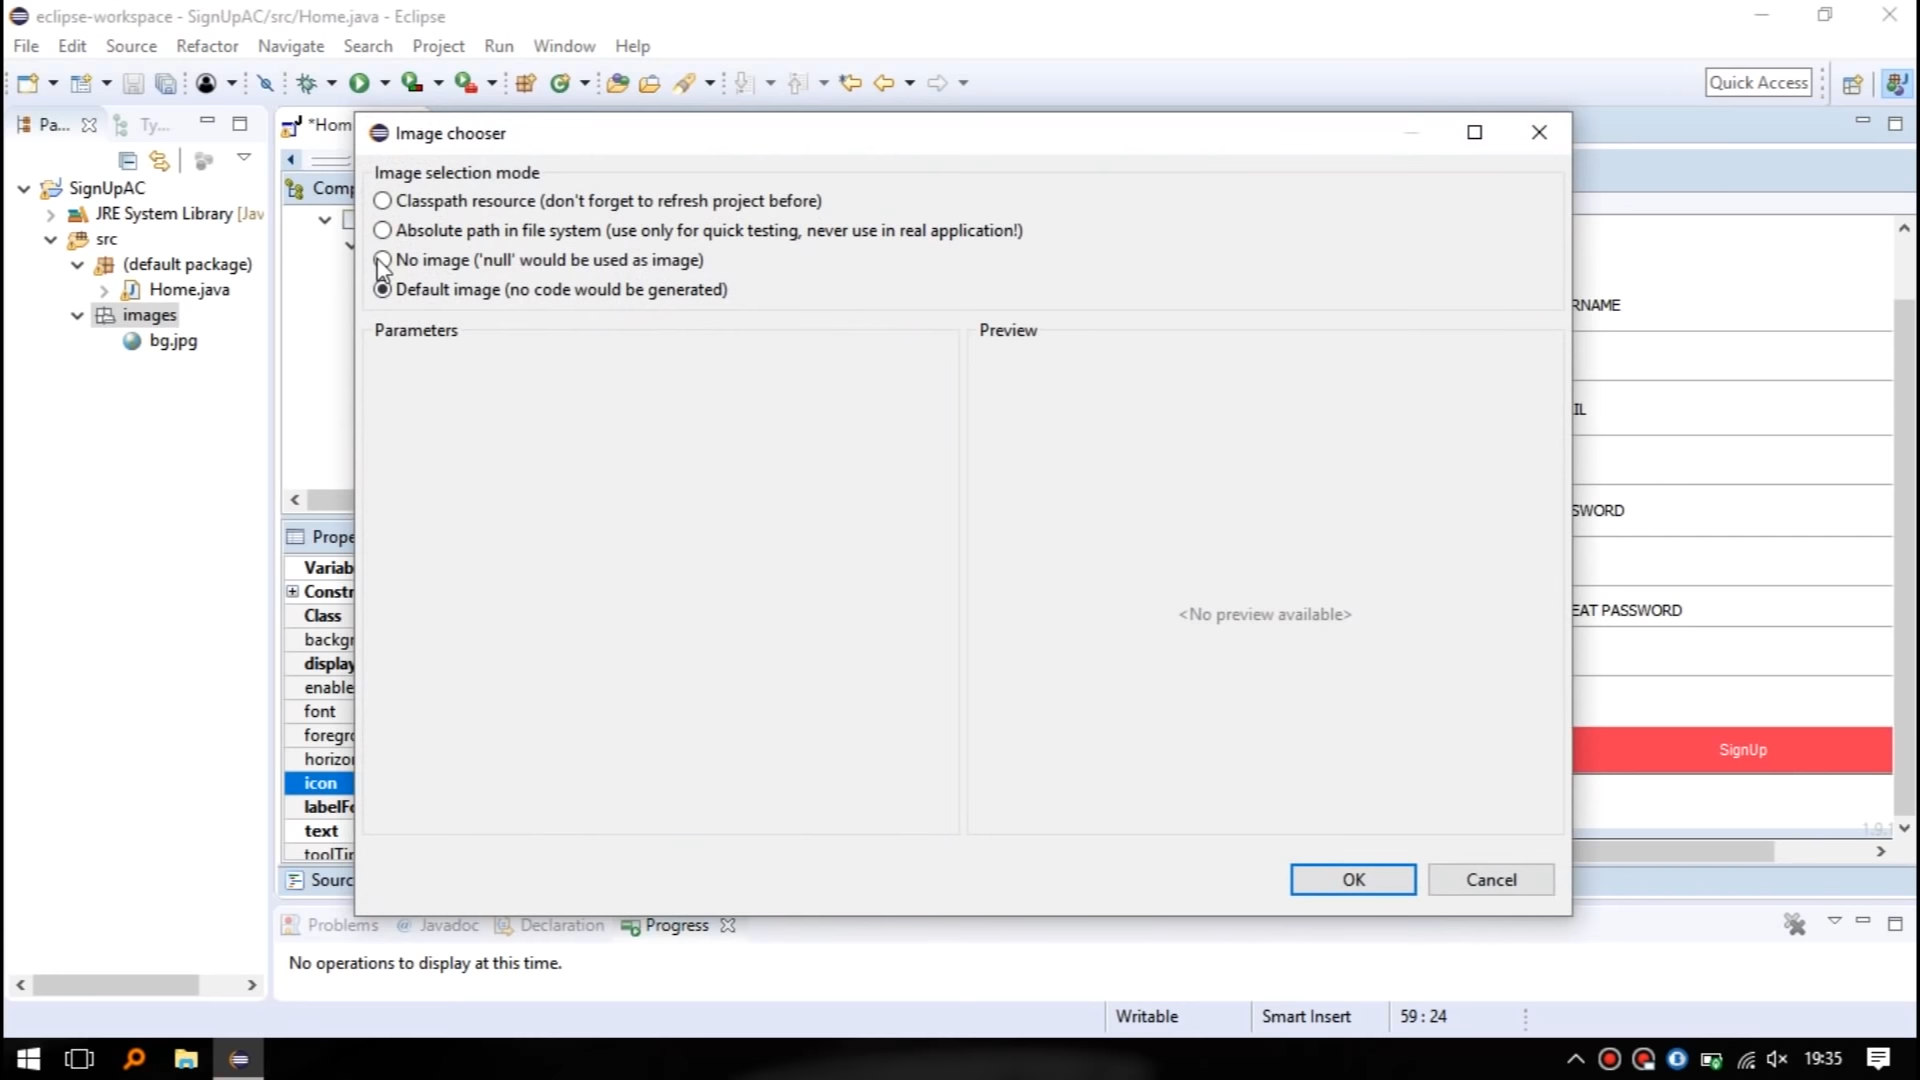 eclipse-workspace - SignUpAC/src/Home.java - Eclipse
File Edit Source Refactor Navigate Search Project Run Window Help
Quick Access
Pa... Ty...
*Hom
Image chooser
Image selection mode
Classpath resource (don't forget to refresh project before)
Absolute path in file system (use only for quick testing, never use in real application!)
No image ('null' would be used as image)
Default image (no code would be generated)
Parameters
Preview
<No preview available>
OK
Cancel
SignUpAC
JRE System Library [Jav
src
(default package)
Home.java
images
bg.jpg
Comp
Prope
Variab
Constr
Class
backgr
display
enable
font
foregro
horizo
icon
labelFo
text
toolTip
Sourc
RNAME
IL
SWORD
EAT PASSWORD
SignUp
1.9.1
Problems @ Javadoc Declaration Progress
No operations to display at this time.
Writable
Smart Insert
59 : 24
19:35